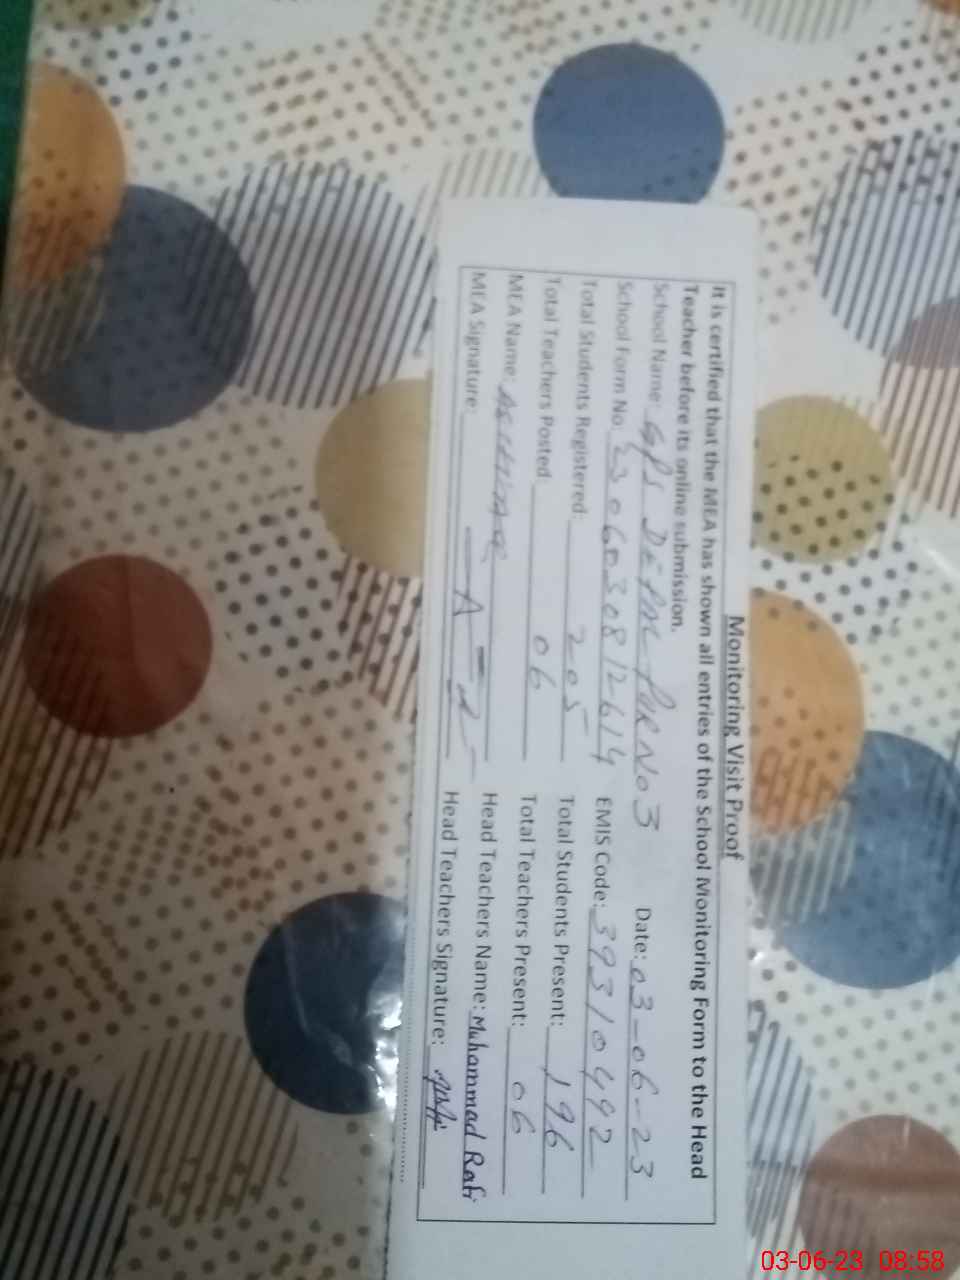 Monitoring Visit Proof
It is certified that the MEA has shown all entries of the School Monitoring Form to the Head
Teacher before its online submission.
School Name: GPS No 3 Date: 03-06-23
School Form No: 2306030812614 EMIS Code: 39310492
Total Students Registered: 205 Total Students Present: 196
Total Teachers Posted: 06 Total Teachers Present: 06
MEA Name: Head Teachers Name: Muhammad Rafi
MEA Signature: Head Teachers Signature:
03-06-23 08:58